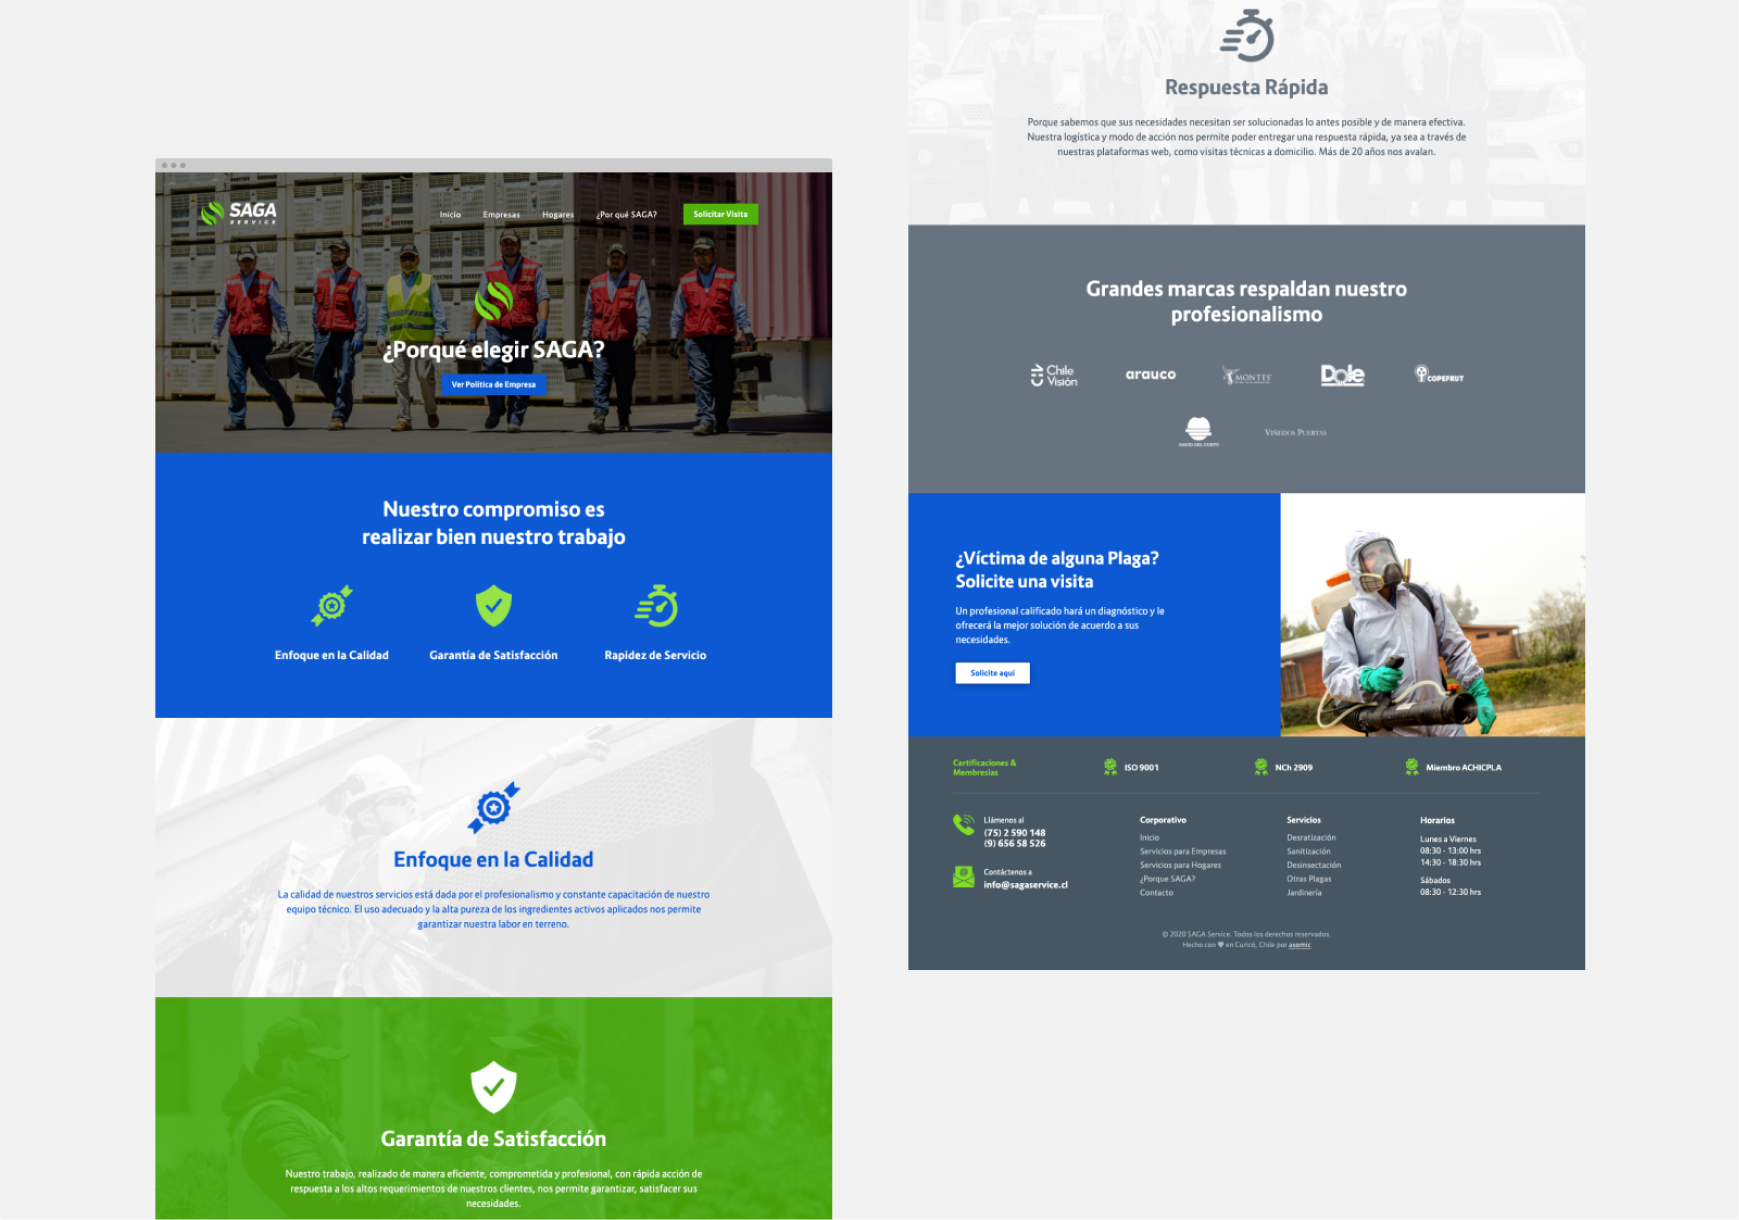 SAGA
SERVICE
Inicio
Empresas
Hogares
¿Por qué SAGA?
Solicitar Visita
¿Porqué elegir SAGA?
Ver Política de Empresa
Nuestro compromiso es
realizar bien nuestro trabajo
Enfoque en la Calidad
Garantía de Satisfacción
Rapidez de Servicio
Enfoque en la Calidad
La calidad de nuestros servicios está dada por el profesionalismo y constante capacitación de nuestro
equipo técnico. El uso adecuado y la alta pureza de los ingredientes activos aplicados nos permite
garantizar nuestra labor en terreno.
Garantía de Satisfacción
Nuestro trabajo, realizado de manera eficiente, comprometida y profesional, con rápida acción de
respuesta a los altos requerimientos de nuestros clientes, nos permite garantizar, satisfacer sus
necesidades.
Respuesta Rápida
Porque sabemos que sus necesidades necesitan ser solucionadas lo antes posible y de manera efectiva.
Nuestra logística y modo de acción nos permite poder entregar una respuesta rápida, ya sea a través de
nuestras plataformas web, como visitas técnicas a domicilio. Más de 20 años nos avalan.
Grandes marcas respaldan nuestro
profesionalismo
Chile
Visión
arauco
MONTES
Dole
COPEFRUT
DAVID DEL CURTO
VIÑEDOS PUERTAS
¿Víctima de alguna Plaga?
Solicite una visita
Un profesional calificado hará un diagnóstico y le
ofrecerá la mejor solución de acuerdo a sus
necesidades.
Solicite aquí
Certificaciones &
Membresías
ISO 9001
NCh 2909
Miembro ACHICPLA
Llámenos al
(75) 2 590 148
(9) 656 58 526
Contáctenos a
info@sagaservice.cl
Corporativo
Inicio
Servicios para Empresas
Servicios para Hogares
¿Porque SAGA?
Contacto
Servicios
Desratización
Sanitización
Desinsectación
Otras Plagas
Jardinería
Horarios
Lunes a Viernes
08:30 - 13:00 hrs
14:30 - 18:30 hrs
Sábados
08:30 - 12:30 hrs
© 2020 SAGA Service. Todos los derechos reservados.
Hecho con ♥ en Curicó, Chile por asomic